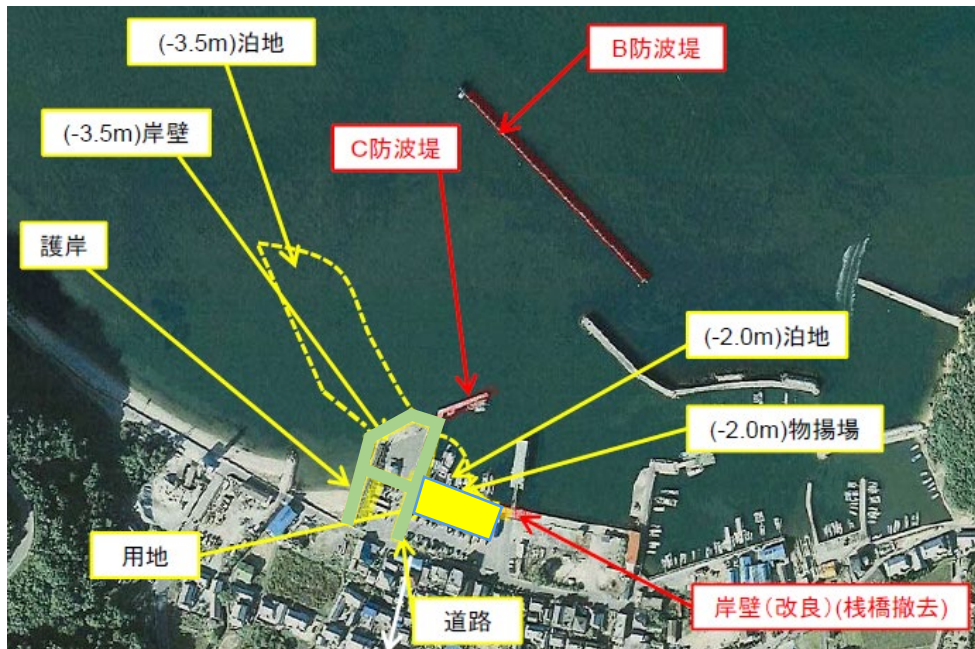 (-3.5m)泊地
B防波堤
(-3.5m)岸壁
C防波堤
護岸
(-2.0m)泊地
(-2.0m)物揚場
用地
道路
岸壁(改良)(桟橋撤去)